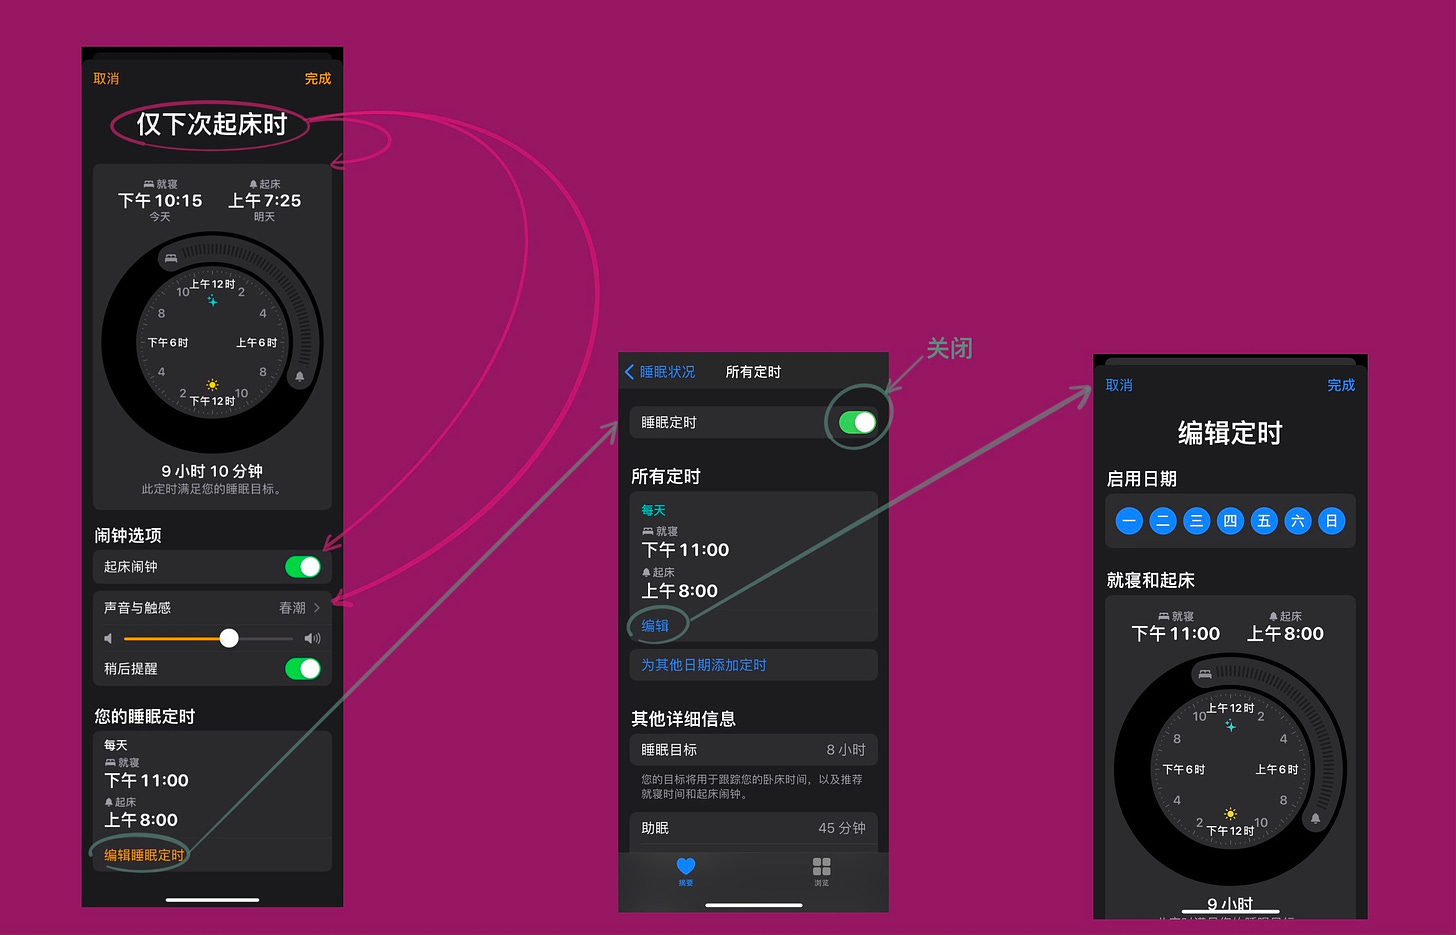 取消 完成
仅下次起床时
就寝 起床
下午10:15 上午7:25
今天 明天
上午12时
10 2
8 4
下午6时 上午6时
4 8
2 10
下午12时
9 小时 10 分钟
此定时满足您的睡眠目标。
闹钟选项
起床闹钟
声音与触感 春潮
稍后提醒
您的睡眠定时
每天
就寝
下午11:00
起床
上午8:00
编辑睡眠定时
关闭
睡眠状况 所有定时
睡眠定时
所有定时
每天
就寝
下午11:00
起床
上午8:00
编辑
为其他日期添加定时
其他详细信息
睡眠目标 8 小时
您的目标将用于跟踪您的卧床时间，以及推荐
就寝时间和起床闹钟。
助眠 45 分钟
摘要 浏览
取消 完成
编辑定时
启用日期
一 二 三 四 五 六 日
就寝和起床
就寝 起床
下午11:00 上午8:00
上午12时
10 2
8 4
下午6时 上午6时
4 8
2 10
下午12时
9 小时